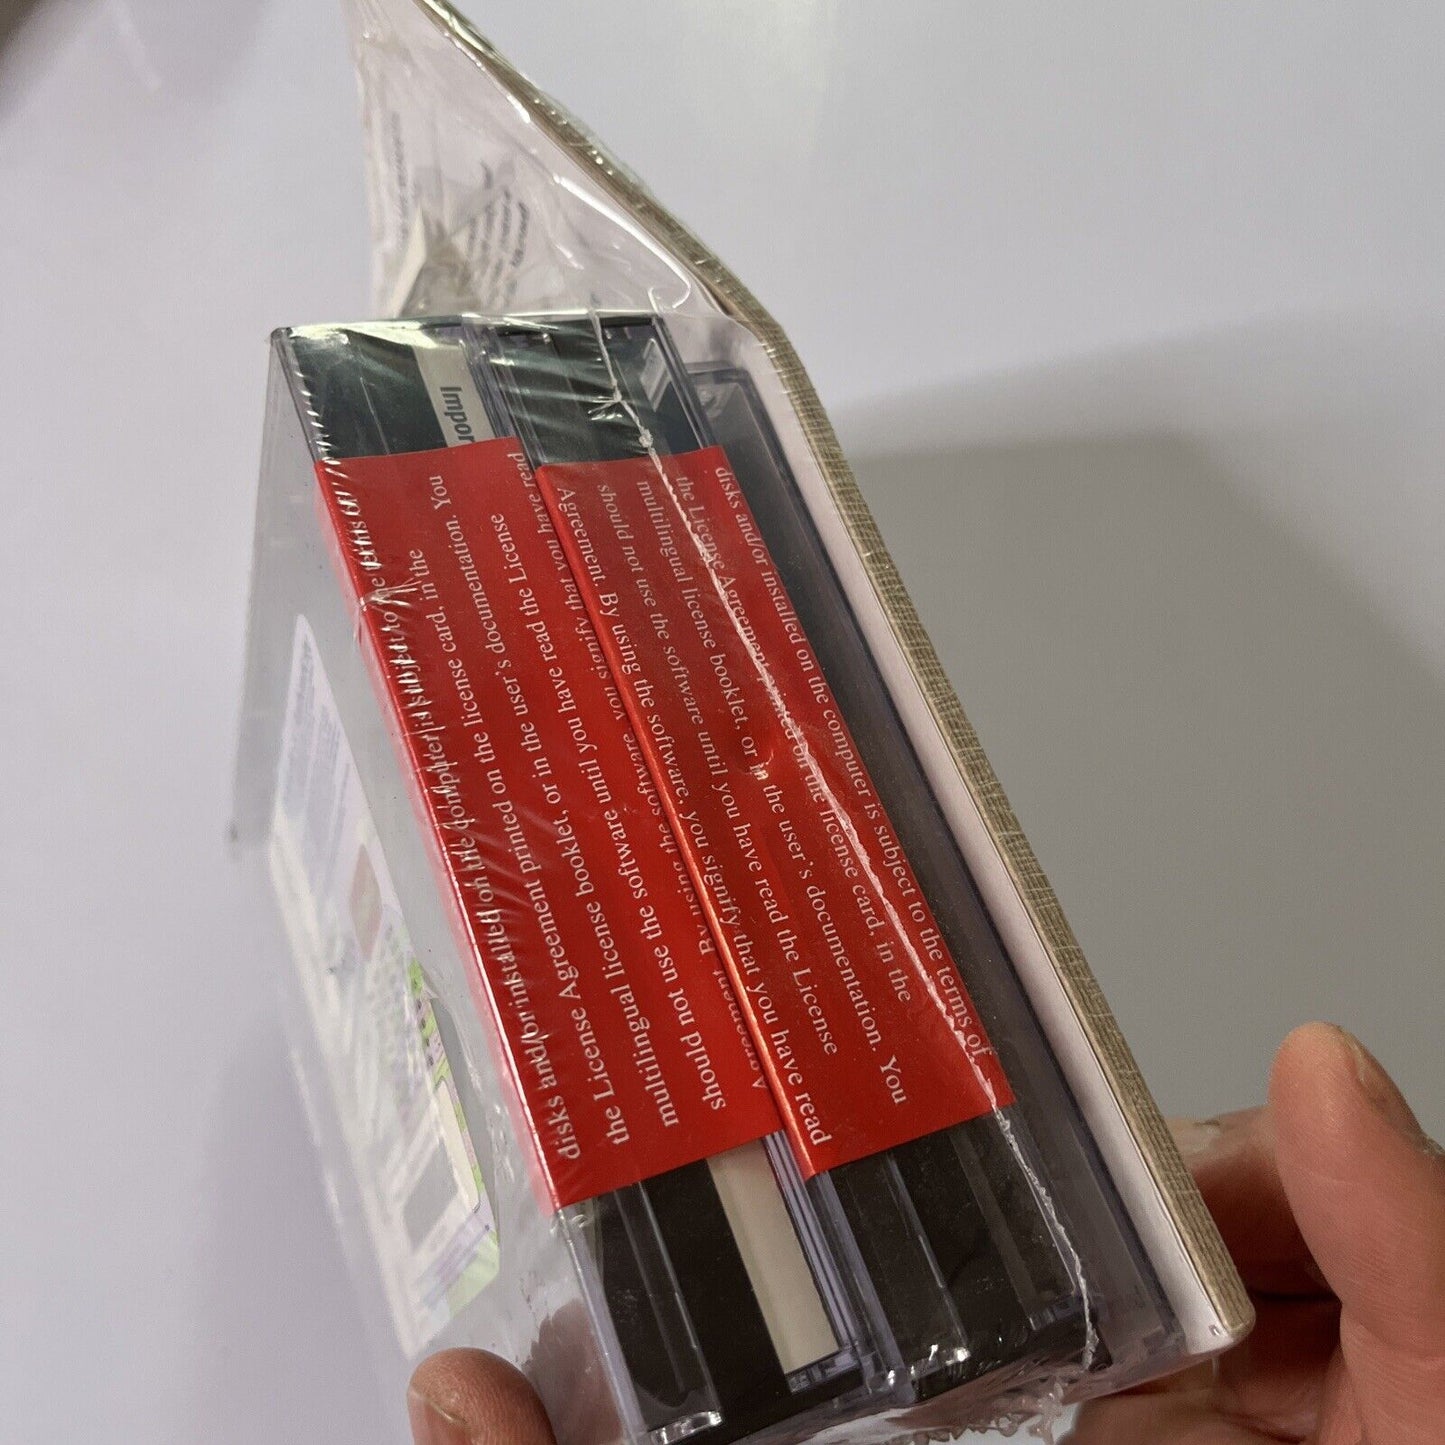 Impor
disks and/or installed on the computer is subject to the terms of
the License Agreement printed on the license card, in the
multilingual license booklet, or in the user's documentation. You
should not use the software until you have read the License
Agreement. By using the software, you signify that you have read
disks and/or installed on the computer is subject to the terms of
the License Agreement printed on the license card, in the
multilingual license booklet, or in the user's documentation. You
should not use the software until you have read the License
Agreement. By using the software, you signify that you have read